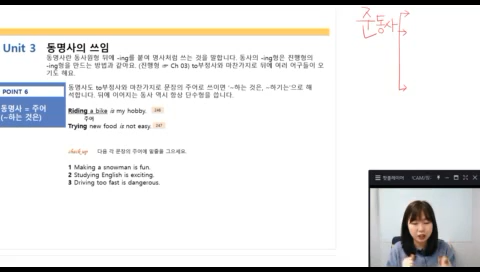 Unit 3 동명사의 쓰임
동명사란 동사원형 뒤에 -ing를 붙여 명사처럼 쓰는 것을 말합니다. 동사의 -ing형은 진행형의
-ing형을 만드는 방법과 같아요. (진행형 ☞ Ch 03) to부정사와 마찬가지로 뒤에 여러 어구들이 오
기도 해요.
POINT 6
동명사 = 주어
(~하는 것은)
동명사도 to부정사와 마찬가지로 문장의 주어로 쓰이면 '~하는 것은, ~하기는'으로 해
석합니다. 뒤에 이어지는 동사 역시 항상 단수형을 씁니다.
Riding a bike is my hobby. 246
주어
Trying new food is not easy. 247
check up 다음 각 문장의 주어에 밑줄을 그으세요.
1 Making a snowman is fun.
2 Studying English is exciting.
3 Driving too fast is dangerous.
준동사